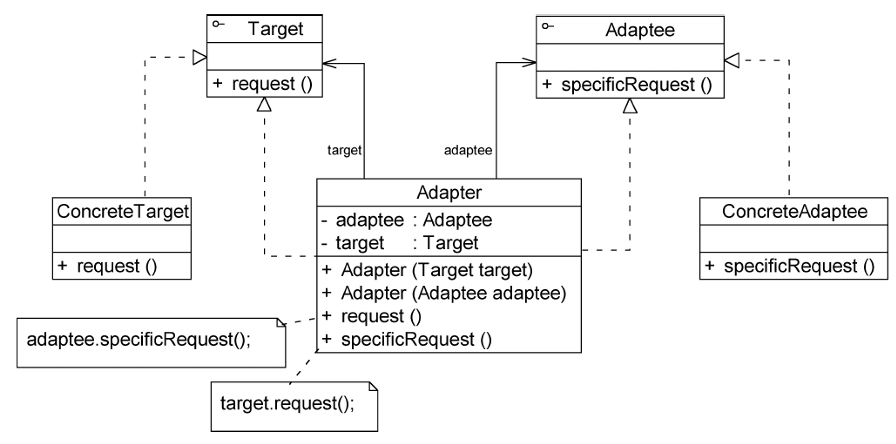 Target
+ request ()
Adaptee
+ specificRequest ()
target
adaptee
ConcreteTarget
+ request ()
Adapter
- adaptee : Adaptee
- target : Target
+ Adapter (Target target)
+ Adapter (Adaptee adaptee)
+ request ()
+ specificRequest ()
ConcreteAdaptee
+ specificRequest ()
adaptee.specificRequest();
target.request();